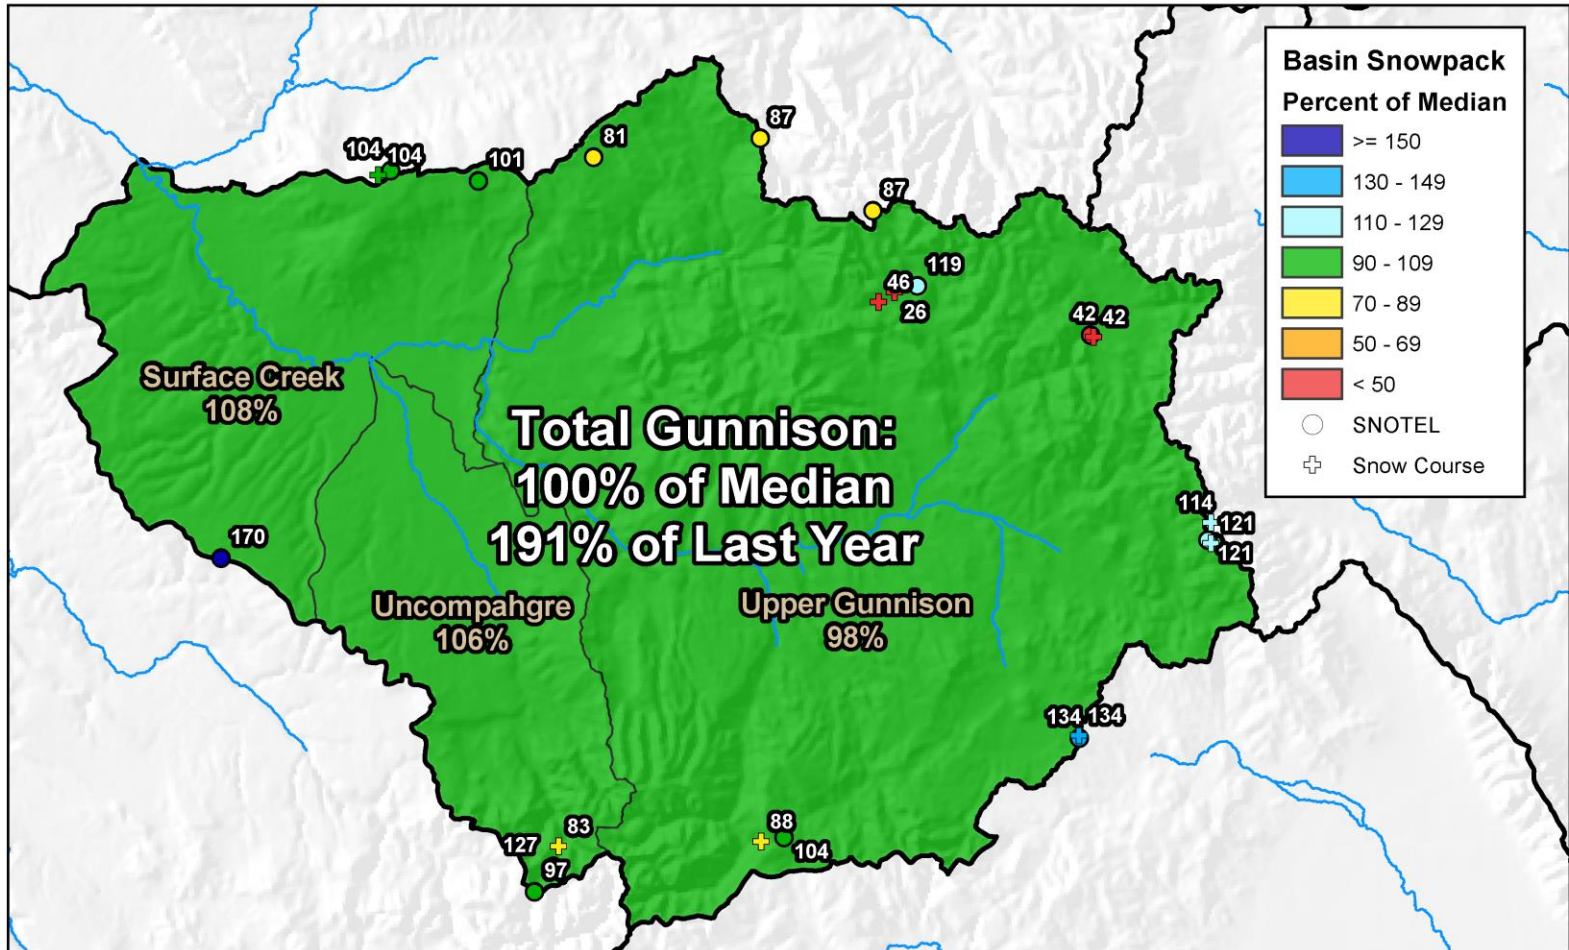 Basin Snowpack
Percent of Median
>= 150
130 - 149
110 - 129
90 - 109
70 - 89
50 - 69
< 50
SNOTEL
Snow Course
87
81
104 104
101
87
119
46
26
42 42
Surface Creek
108%
Total Gunnison:
100% of Median
191% of Last Year
114
121
121
170
Uncompahgre
106%
Upper Gunnison
98%
134 134
83
127
97
88
104